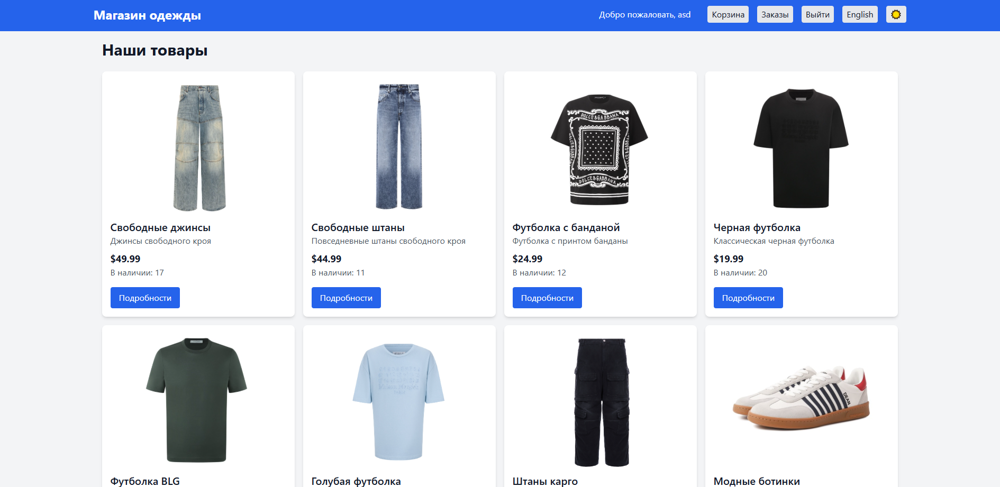 Магазин одежды
Добро пожаловать, asd
Корзина
Заказы
Выйти
English
Наши товары
DOLCE&GABBANA
DOLCE&GABBANA
Свободные джинсы
Джинсы свободного кроя
$49.99
В наличии: 17
Подробности
Свободные штаны
Повседневные штаны свободного кроя
$44.99
В наличии: 11
Подробности
Футболка с банданой
Футболка с принтом банданы
$24.99
В наличии: 12
Подробности
Черная футболка
Классическая черная футболка
$19.99
В наличии: 20
Подробности
DEAN
Футболка BLG
Голубая футболка
Штаны карго
Модные ботинки